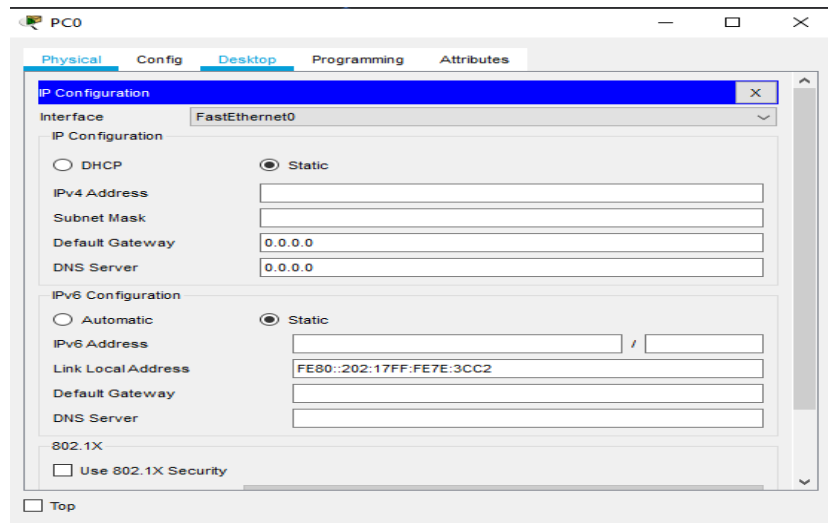 PC0
Physical Config Desktop Programming Attributes
IP Configuration X
Interface FastEthernet0
IP Configuration
DHCP Static
IPv4 Address
Subnet Mask
Default Gateway 0.0.0.0
DNS Server 0.0.0.0
IPv6 Configuration
Automatic Static
IPv6 Address /
Link Local Address FE80::202:17FF:FE7E:3CC2
Default Gateway
DNS Server
802.1X
Use 802.1X Security
Top